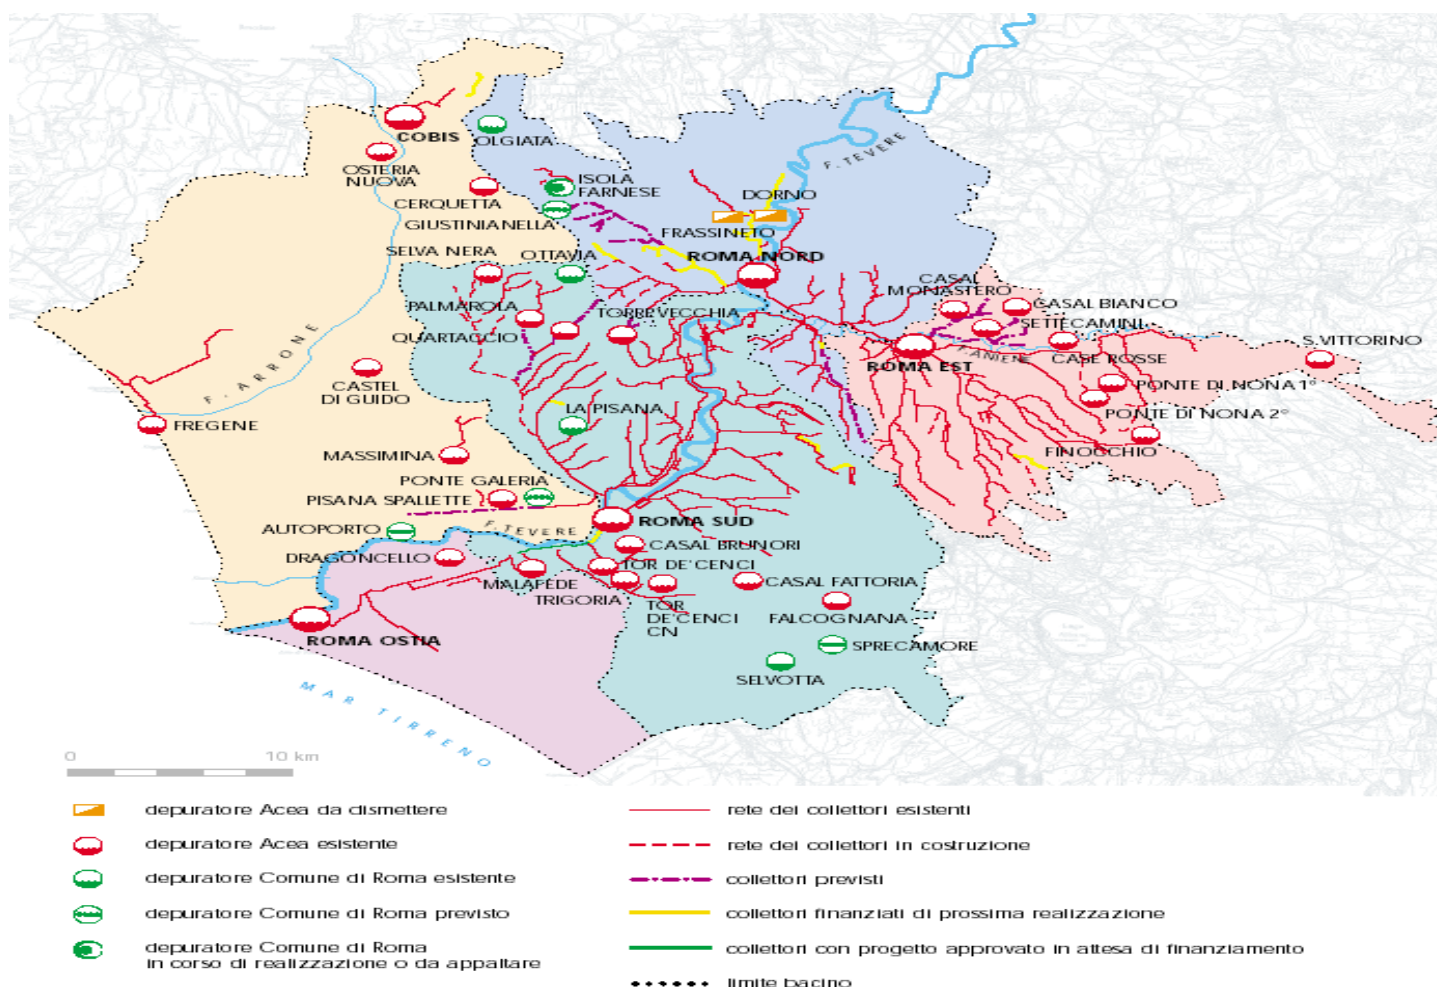 COBIS
OLGIATA
OSTERIA
NUOVA
CERQUETTA
ISOLA
FARNESE
GIUSTINIANELLA
F. TEVERE
DORNO
FRASSINETO
SELVA NERA
OTTAVIA
ROMA NORD
PALMAROLA
QUARTACCIO
TORREVECCHIA
CASAL
MONASTERO
CASAL BIANCO
SETTECAMINI
F. ANIENE
CASE ROSSE
S.VITTORINO
ROMA EST
PONTE DI NONA 1°
PONTE DI NONA 2°
FINOCCHIO
F. ARRONE
CASTEL
DI GUIDO
FREGENE
LA PISANA
MASSIMINA
PONTE GALERIA
PISANA SPALLETTE
AUTOPORTO
F. TEVERE
ROMA SUD
DRAGONCELLO
CASAL BRUNORI
TOR DE'CENCI
MALAFEDE
TRIGORIA
TOR
DE'CENCI
CN
CASAL FATTORIA
FALCOGNANA
SPRECAMORE
SELVOTTA
ROMA OSTIA
MAR TIRRENO
0 10 km
depuratore Acea da dismettere
depuratore Acea esistente
depuratore Comune di Roma esistente
depuratore Comune di Roma previsto
depuratore Comune di Roma
in corso di realizzazione o da appaltare
rete dei collettori esistenti
rete dei collettori in costruzione
collettori previsti
collettori finanziati di prossima realizzazione
collettori con progetto approvato in attesa di finanziamento
limite bacino